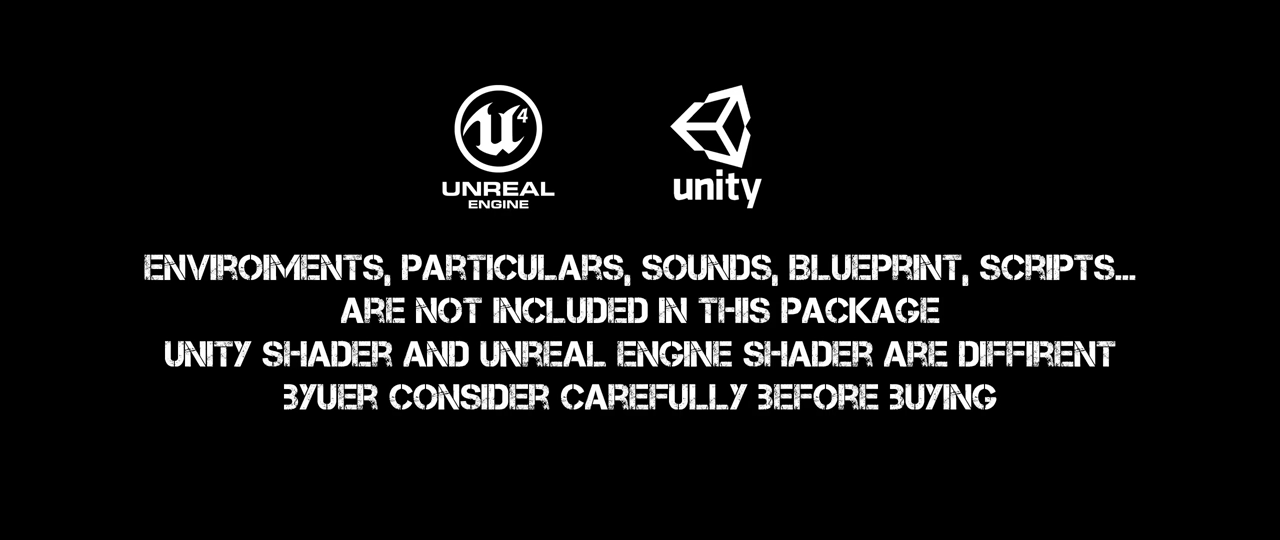 U4
UNREAL
ENGINE
unity
ENVIROIMENTS, PARTICULARS, SOUNDS, BLUEPRINT, SCRIPTS...
ARE NOT INCLUDED IN THIS PACKAGE
UNITY SHADER AND UNREAL ENGINE SHADER ARE DIFFIRENT
BYUER CONSIDER CAREFULLY BEFORE BUYING